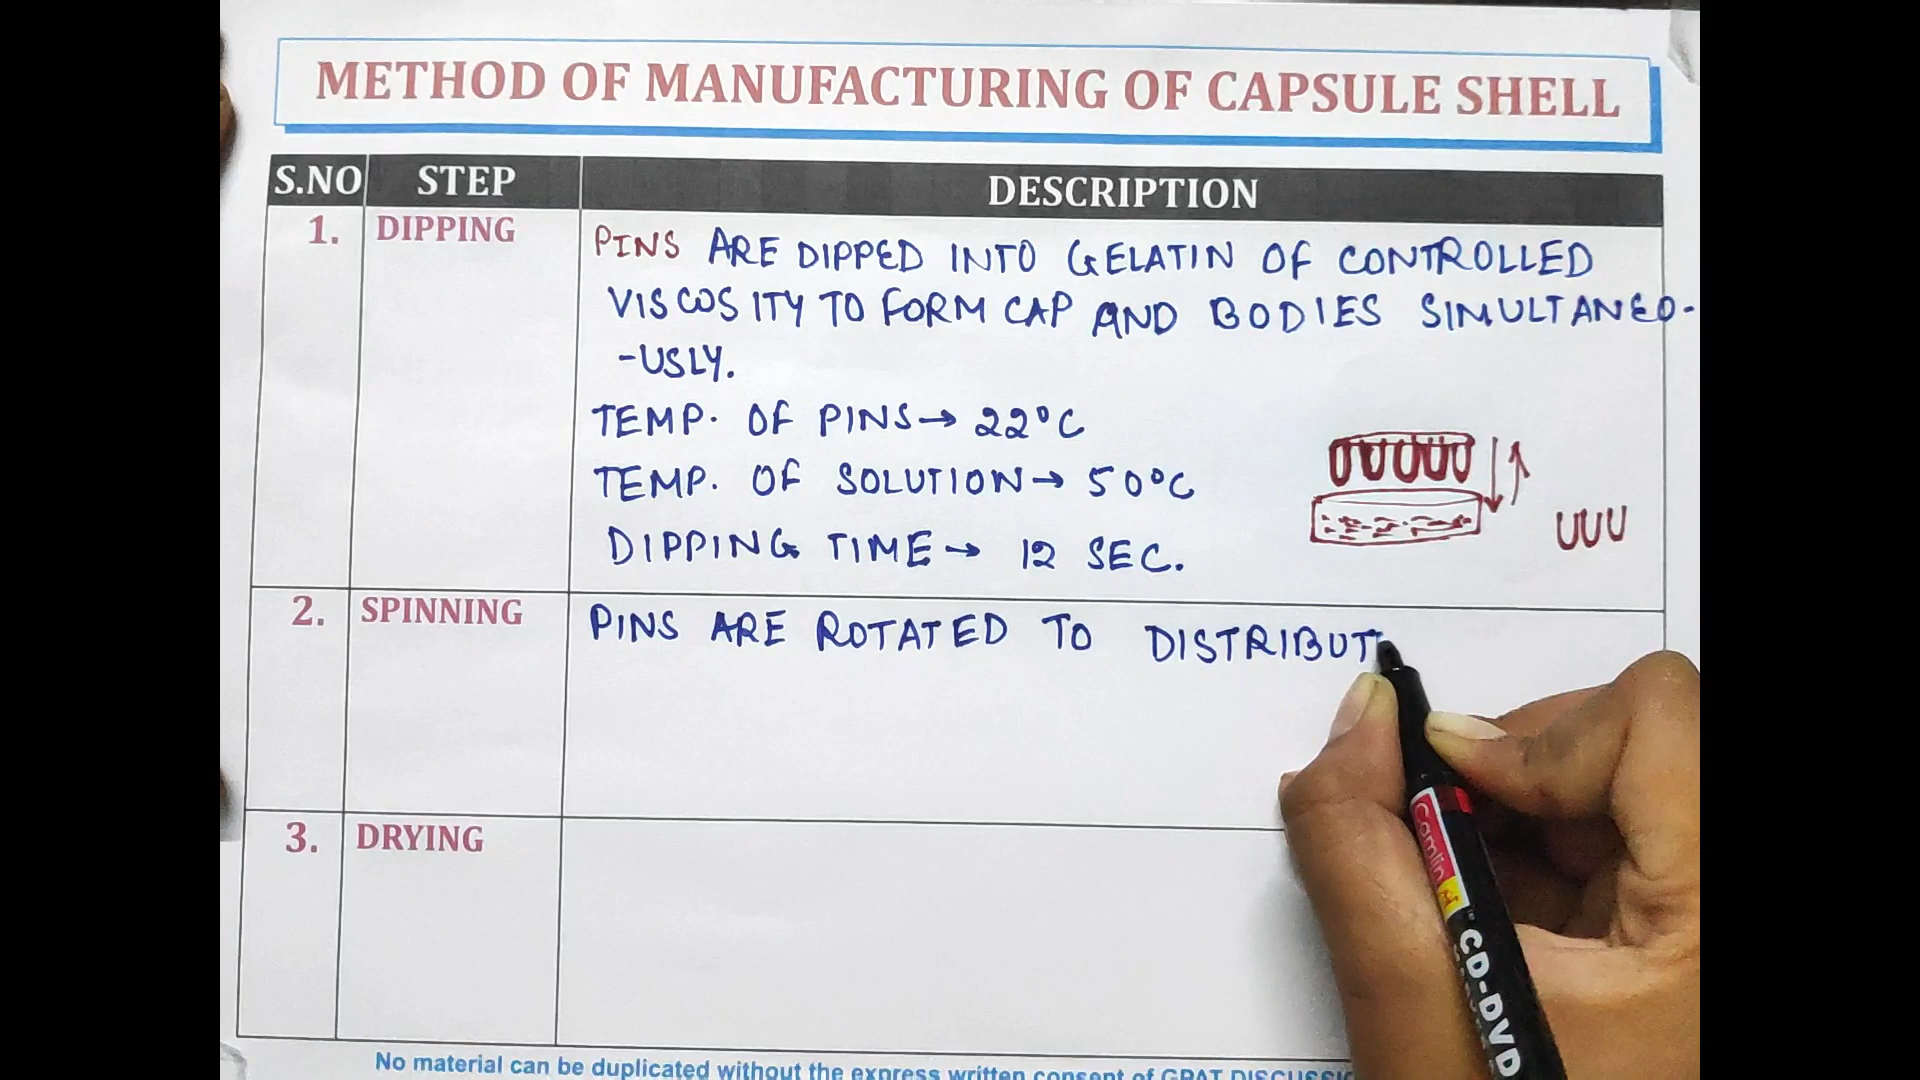 METHOD OF MANUFACTURING OF CAPSULE SHELL
S.NO STEP DESCRIPTION
1. DIPPING
PINS ARE DIPPED INTO GELATIN OF CONTROLLED
VISCOSITY TO FORM CAP AND BODIES SIMULTANEO-
-USLY.
TEMP. OF PINS→ 22°C
TEMP. OF SOLUTION→ 50°C
DIPPING TIME→ 12 SEC.
2. SPINNING
PINS ARE ROTATED TO DISTRIBUT
3. DRYING
Camlin
CD-DVD
No material can be duplicated without the express written consent of GPAT